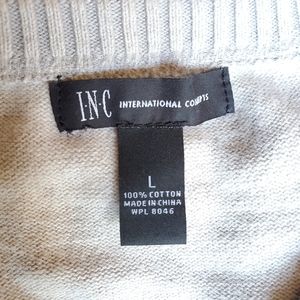 I·N·C INTERNATIONAL CONCEPTS
L
100% COTTON
MADE IN CHINA
WPL 8046